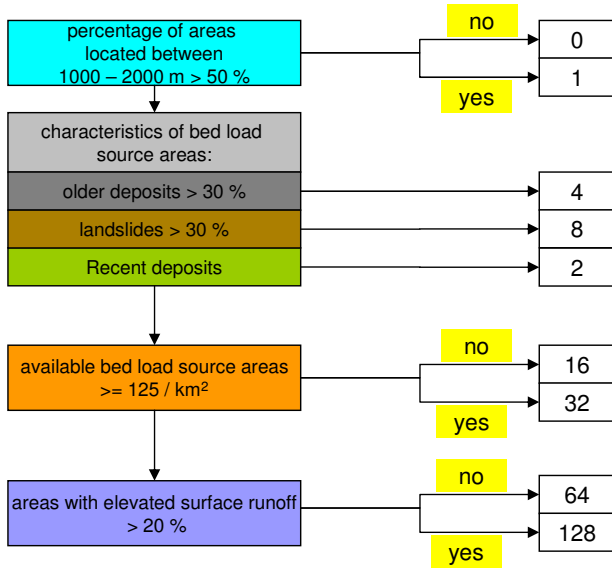 percentage of areas
located between
1000 – 2000 m > 50 %
no
0
1
yes
characteristics of bed load
source areas:
older deposits > 30 %
4
landslides > 30 %
8
Recent deposits
2
no
available bed load source areas
>= 125 / km²
16
32
yes
no
areas with elevated surface runoff
> 20 %
64
128
yes